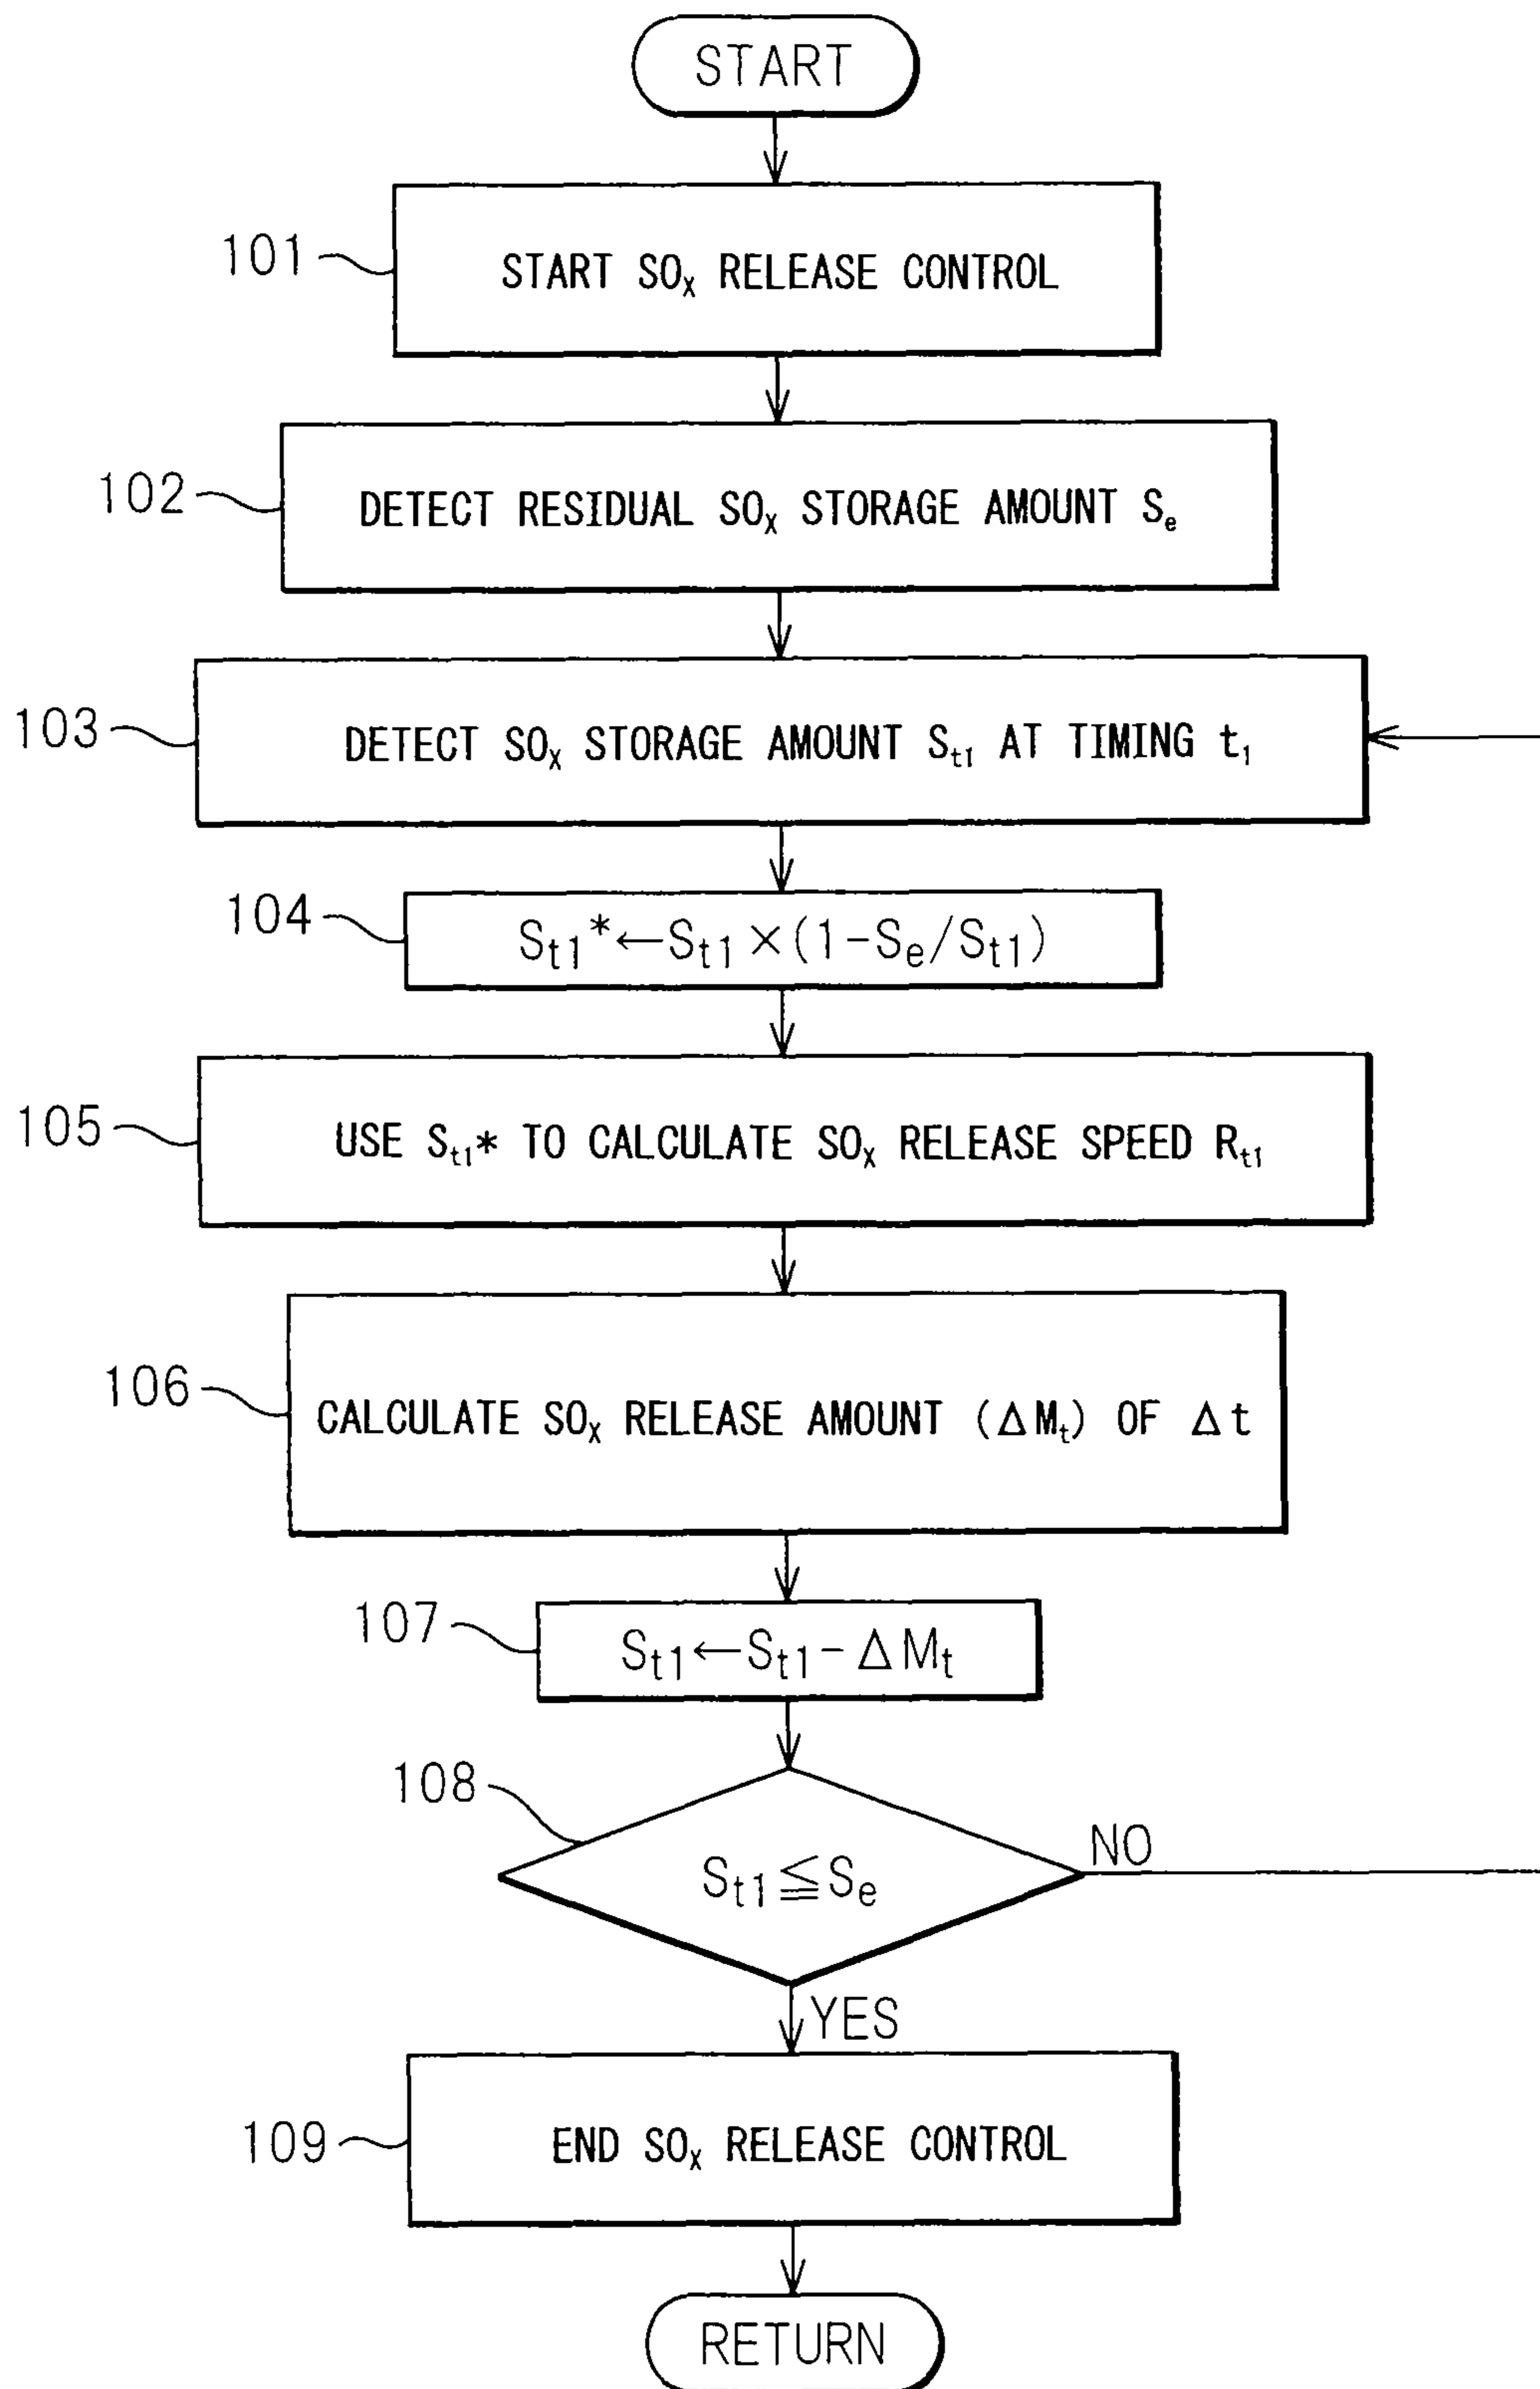 START
101
START SOX RELEASE CONTROL
102
DETECT RESIDUAL SOX STORAGE AMOUNT Se
103
DETECT SOX STORAGE AMOUNT St1 AT TIMING t1
104
St1*←St1×(1-Se/St1)
105
USE St1* TO CALCULATE SOX RELEASE SPEED Rt1
106
CALCULATE SOX RELEASE AMOUNT (ΔMt) OF Δt
107
St1←St1-ΔMt
108
St1≦Se
NO
YES
109
END SOX RELEASE CONTROL
RETURN